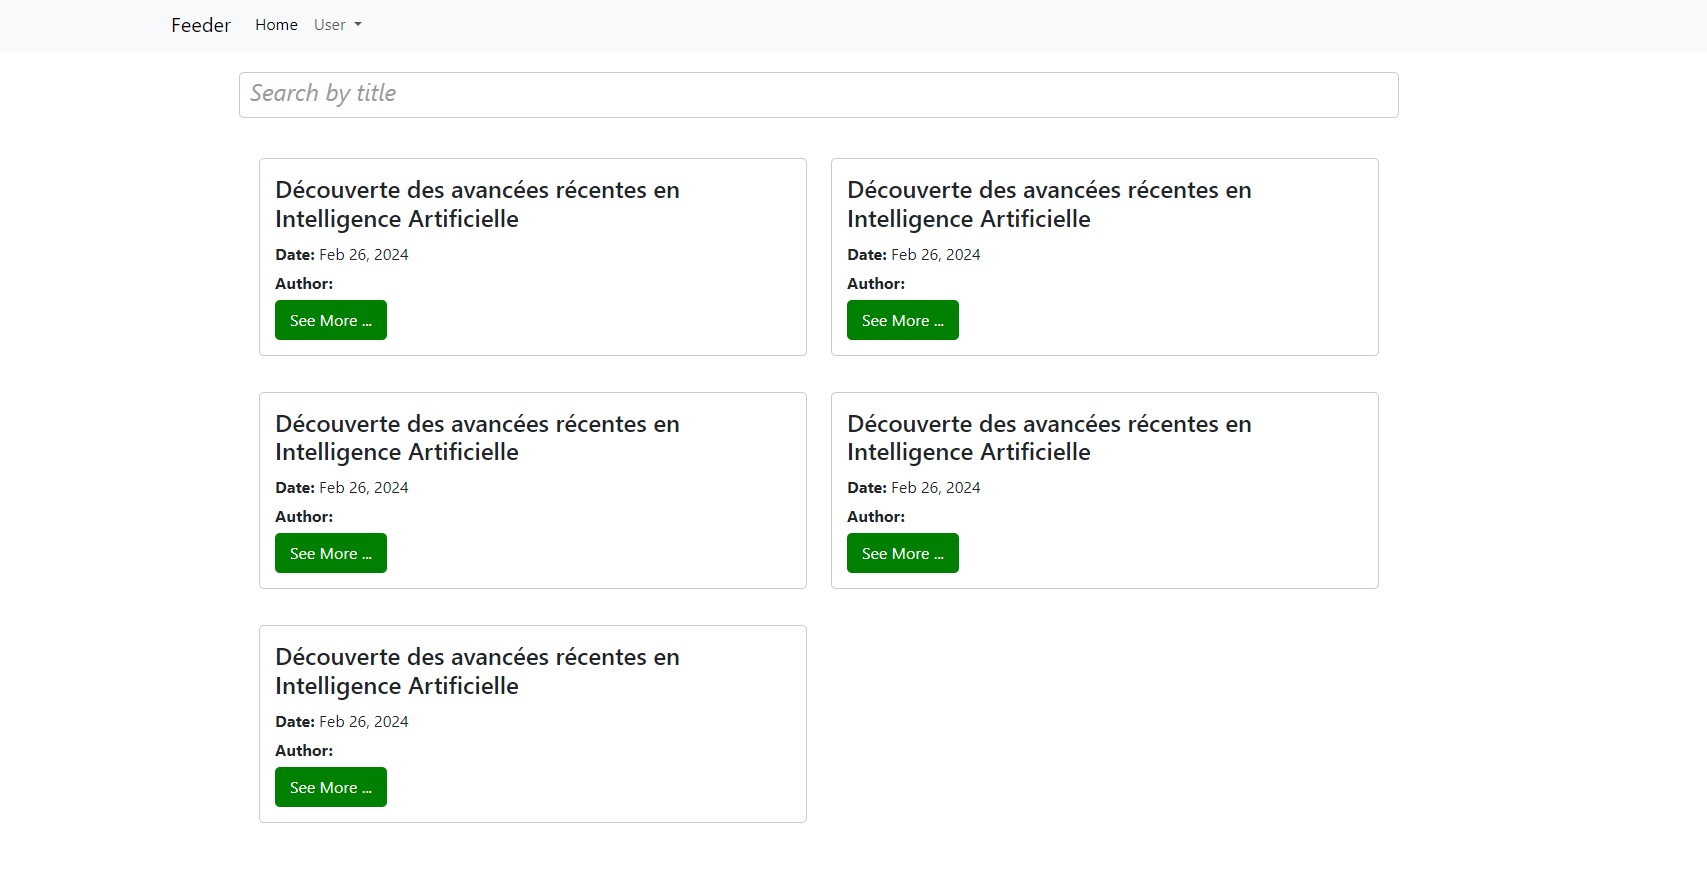 Feeder Home User
Search by title
Découverte des avancées récentes en
Intelligence Artificielle
Date: Feb 26, 2024
Author:
See More ...
Découverte des avancées récentes en
Intelligence Artificielle
Date: Feb 26, 2024
Author:
See More ...
Découverte des avancées récentes en
Intelligence Artificielle
Date: Feb 26, 2024
Author:
See More ...
Découverte des avancées récentes en
Intelligence Artificielle
Date: Feb 26, 2024
Author:
See More ...
Découverte des avancées récentes en
Intelligence Artificielle
Date: Feb 26, 2024
Author:
See More ...